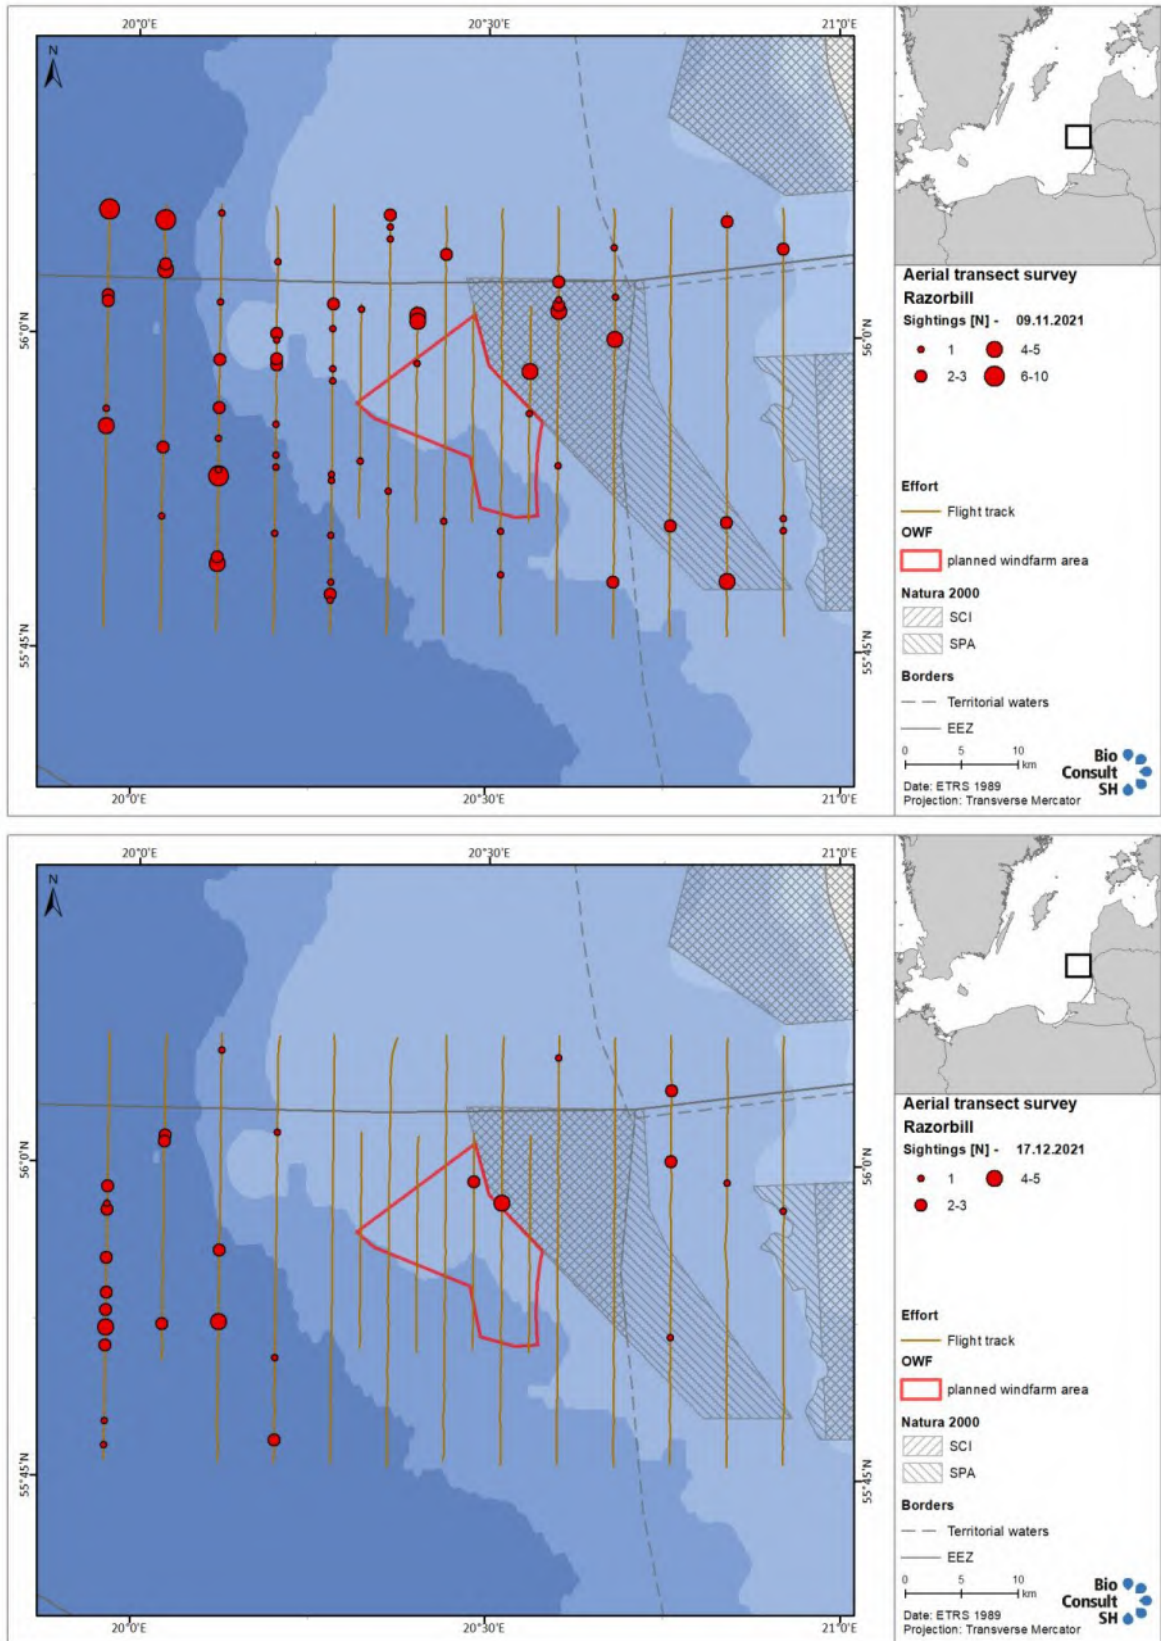 20°0'E 20°30'E 21°0'E
N
56°0'N 56°0'N
55°45'N 55°45'N
20°0'E 20°30'E 21°0'E
Aerial transect survey
Razorbill
Sightings [N] - 09.11.2021
1 4-5
2-3 6-10
Effort
Flight track
OWF
planned windfarm area
Natura 2000
SCI
SPA
Borders
Territorial waters
EEZ
0 5 10
km
Date: ETRS 1989
Projection: Transverse Mercator
Bio
Consult
SH
20°0'E 20°30'E 21°0'E
N
56°0'N 56°0'N
55°45'N 55°45'N
20°0'E 20°30'E 21°0'E
Aerial transect survey
Razorbill
Sightings [N] - 17.12.2021
1 4-5
2-3
Effort
Flight track
OWF
planned windfarm area
Natura 2000
SCI
SPA
Borders
Territorial waters
EEZ
0 5 10
km
Date: ETRS 1989
Projection: Transverse Mercator
Bio
Consult
SH